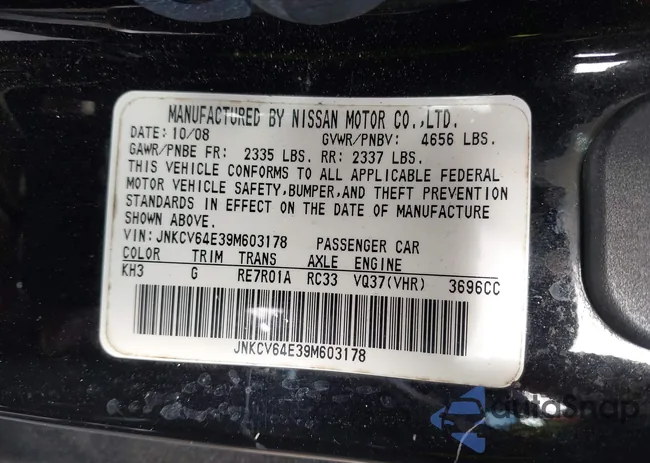 MANUFACTURED BY NISSAN MOTOR CO.,LTD.
DATE: 10/08 GVWR/PNBV: 4656 LBS.
GAWR/PNBE FR: 2335 LBS. RR: 2337 LBS.
THIS VEHICLE CONFORMS TO ALL APPLICABLE FEDERAL
MOTOR VEHICLE SAFETY,BUMPER,AND THEFT PREVENTION
STANDARDS IN EFFECT ON THE DATE OF MANUFACTURE
SHOWN ABOVE.
VIN: JNKCV64E39M603178 PASSENGER CAR
COLOR TRIM TRANS AXLE ENGINE
KH3 G RE7R01A RC33 VQ37(VHR) 3696CC
JNKCV64E39M603178
autoSnap